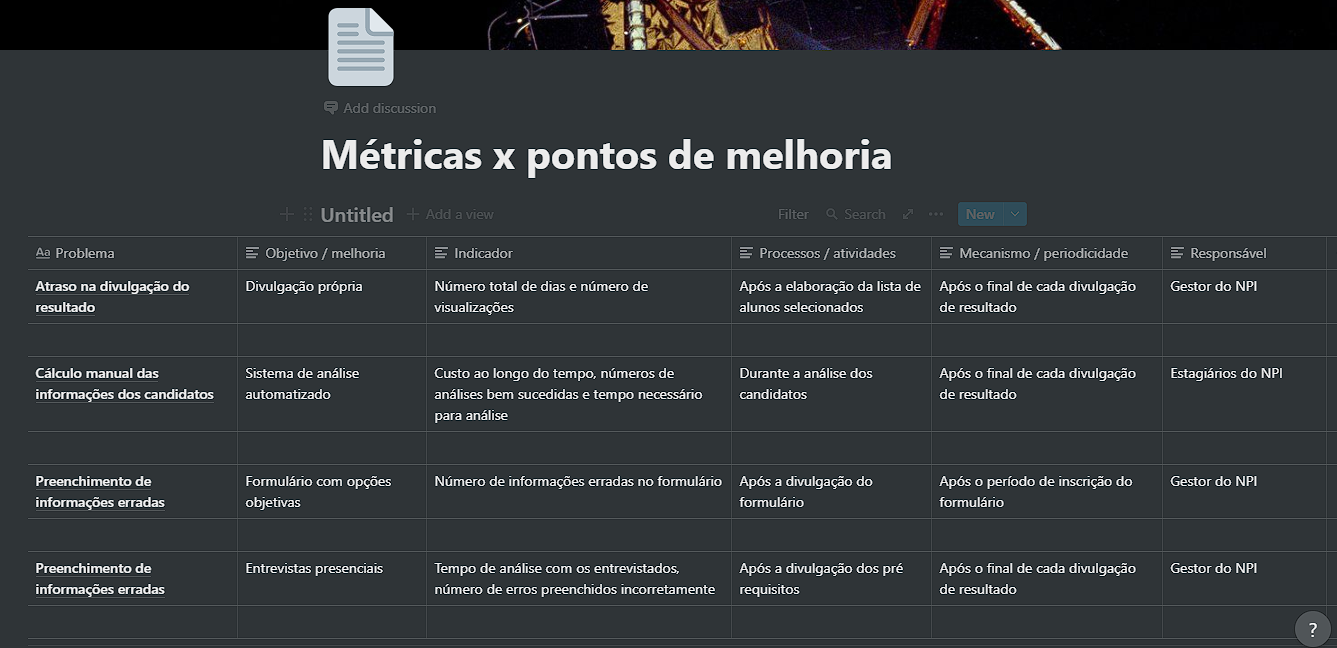 Add discussion
Métricas x pontos de melhoria
Untitled Add a view Filter Search New
Aa Problema Objetivo / melhoria Indicador Processos / atividades Mecanismo / periodicidade Responsável
Atraso na divulgação do Divulgação própria Número total de dias e número de Após a elaboração da lista de Após o final de cada divulgação Gestor do NPI
resultado visualizações alunos selecionados de resultado
Cálculo manual das Sistema de análise Custo ao longo do tempo, números de Durante a análise dos Após o final de cada divulgação Estagiários do NPI
informações dos candidatos automatizado análises bem sucedidas e tempo necessário candidatos de resultado
para análise
Preenchimento de Formulário com opções Número de informações erradas no formulário Após a divulgação do Após o período de inscrição do Gestor do NPI
informações erradas objetivas formulário formulário
Preenchimento de Entrevistas presenciais Tempo de análise com os entrevistados, Após a divulgação dos pré Após o final de cada divulgação Gestor do NPI
informações erradas número de erros preenchidos incorretamente requisitos de resultado
?